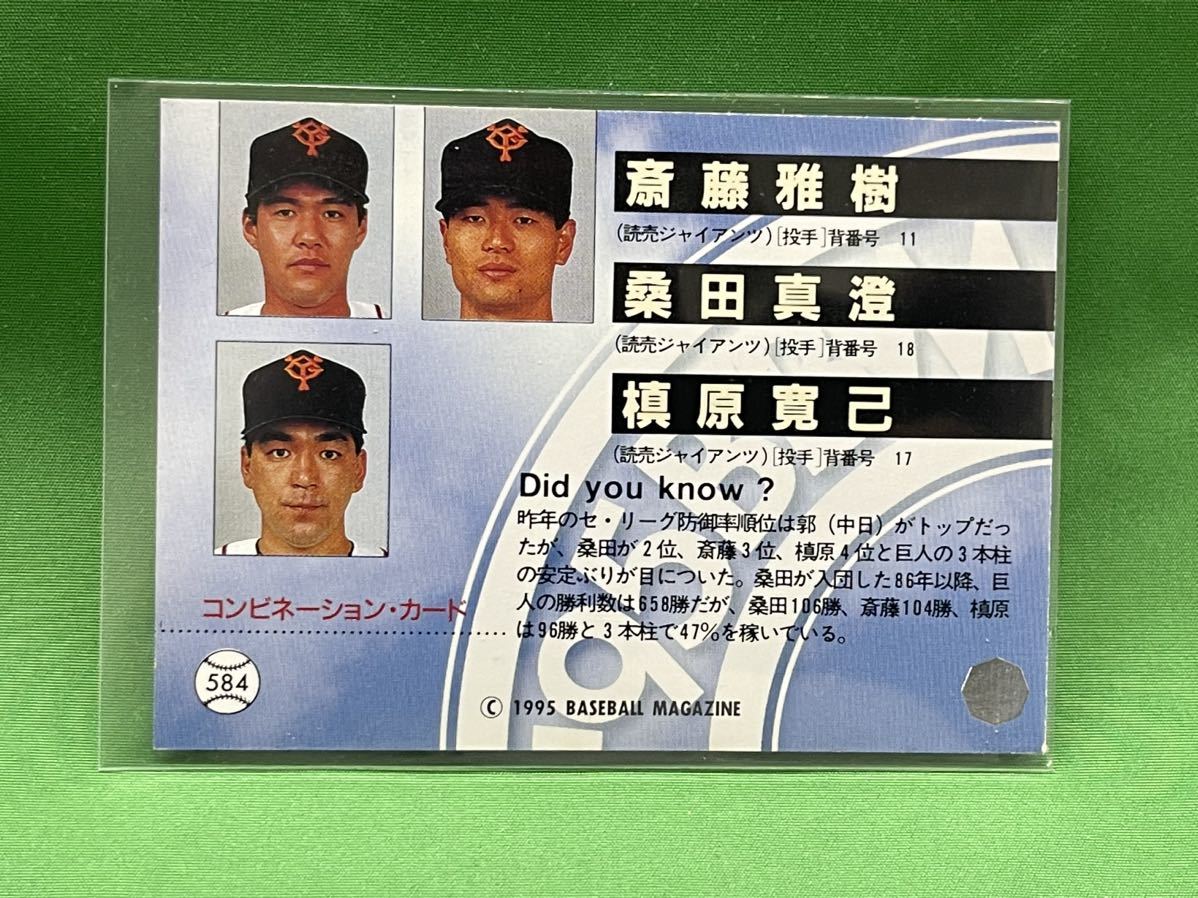 斎藤雅樹
(読売ジャイアンツ)[投手]背番号 11
桑田真澄
(読売ジャイアンツ)[投手]背番号 18
槙原寛己
(読売ジャイアンツ)[投手]背番号 17
Did you know ?
昨年のセ・リーグ防御率順位は郭(中日)がトップだっ
たが、桑田が2位、斎藤3位、槙原4位と巨人の3本柱
の安定ぶりが目についた。桑田が入団した86年以降、巨
人の勝利数は658勝だが、桑田106勝、斎藤104勝、槙原
は96勝と3本柱で47%を稼いでいる。
コンビネーション・カード
584
© 1995 BASEBALL MAGAZINE